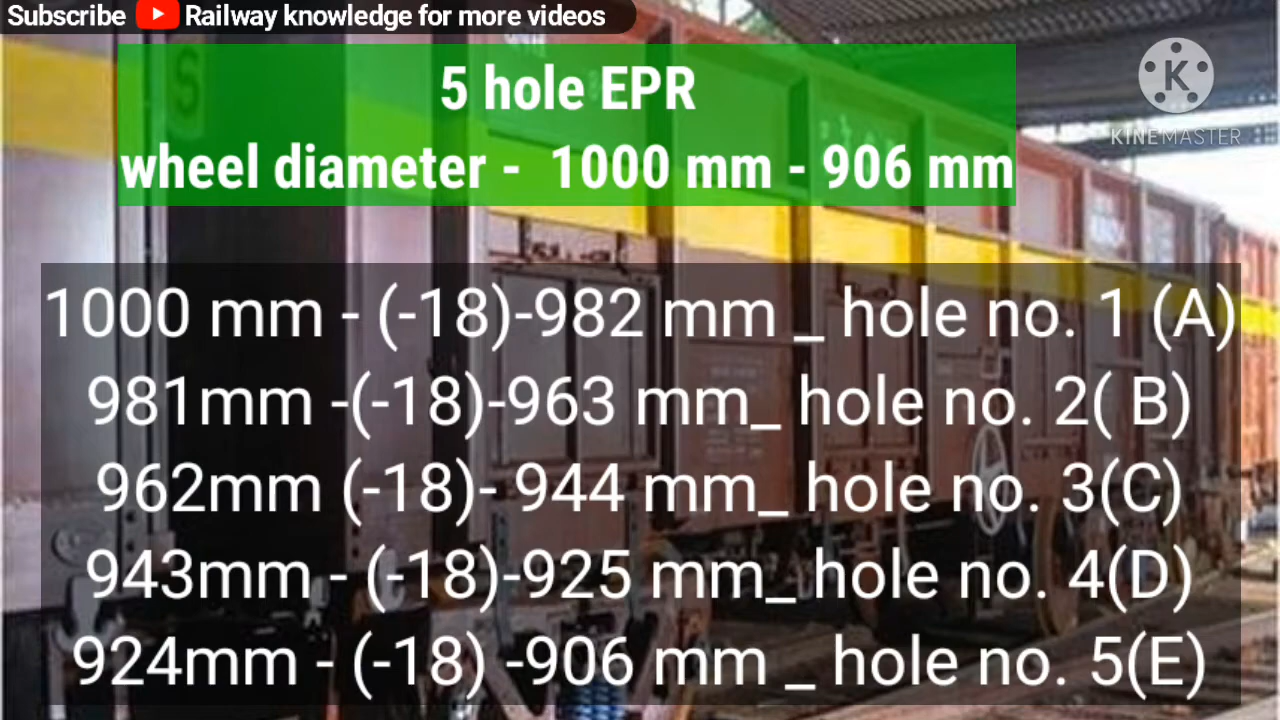 Subscribe Railway knowledge for more videos
K
KINEMASTER
5 hole EPR
wheel diameter - 1000 mm - 906 mm
S
1000 mm - (-18)-982 mm _ hole no. 1 (A)
981mm -(-18)-963 mm_ hole no. 2( B)
962mm (-18)- 944 mm_ hole no. 3(C)
943mm - (-18)-925 mm_ hole no. 4(D)
924mm - (-18) -906 mm _ hole no. 5(E)